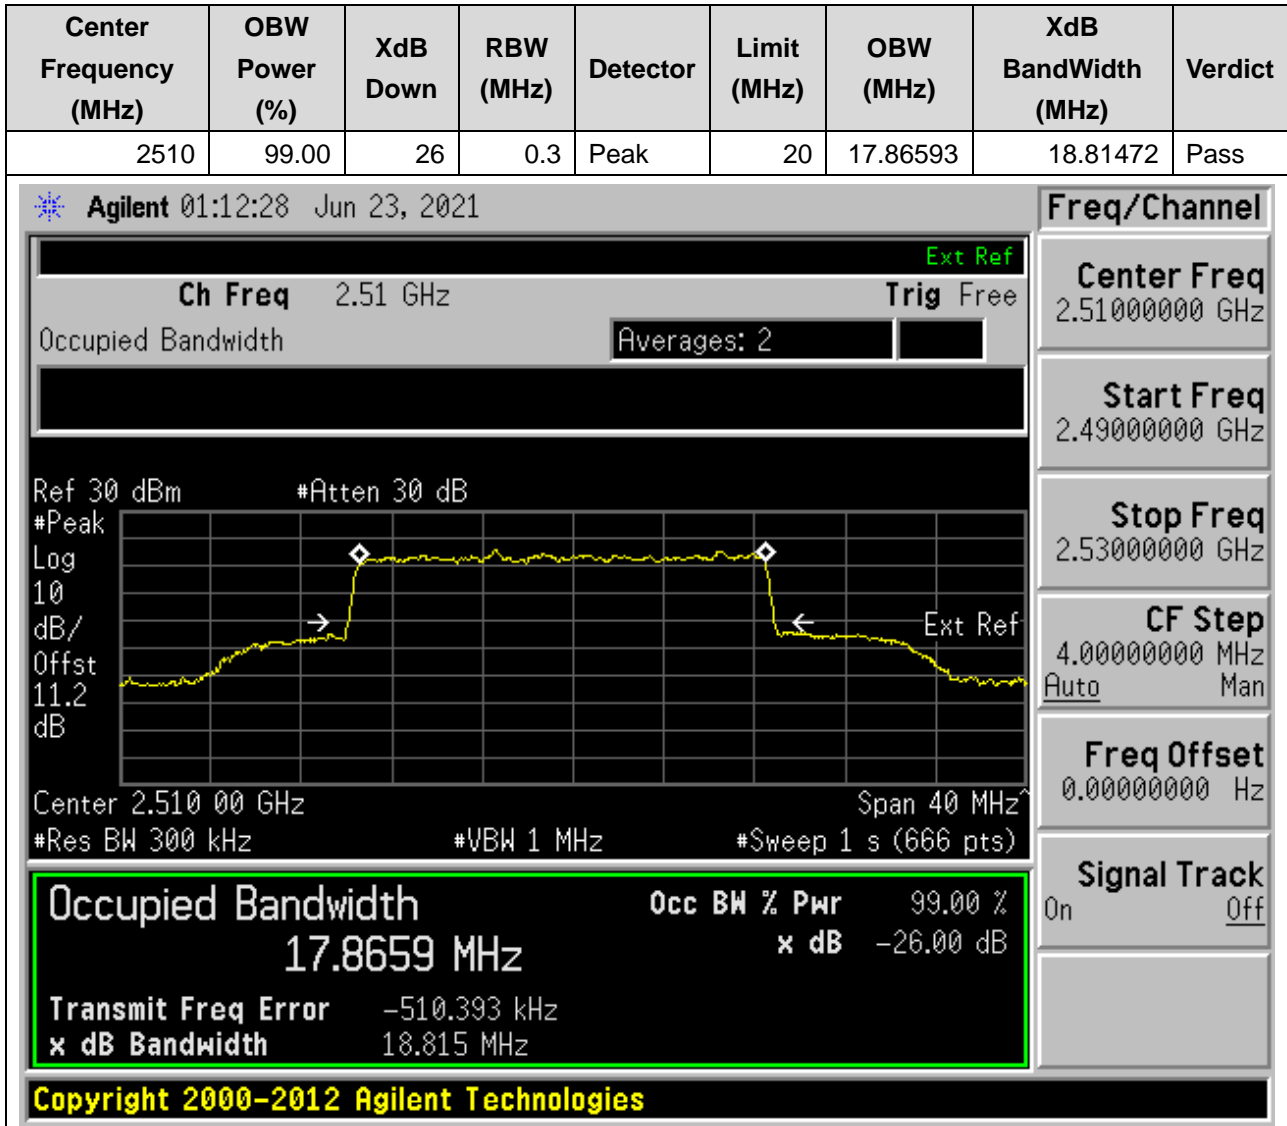 Center Frequency (MHz) OBW Power (%) XdB Down RBW (MHz) Detector Limit (MHz) OBW (MHz) XdB BandWidth (MHz) Verdict
2510 99.00 26 0.3 Peak 20 17.86593 18.81472 Pass
Agilent 01:12:28 Jun 23, 2021
Freq/Channel
Ext Ref
Ch Freq 2.51 GHz Trig Free
Occupied Bandwidth Averages: 2
Center Freq
2.51000000 GHz
Start Freq
2.49000000 GHz
Stop Freq
2.53000000 GHz
CF Step
4.00000000 MHz
Auto Man
Freq Offset
0.00000000 Hz
Signal Track
On Off
Ref 30 dBm #Atten 30 dB
#Peak
Log
10
dB/
Offst
11.2
dB
Ext Ref
Center 2.510 00 GHz Span 40 MHz^
#Res BW 300 kHz #VBW 1 MHz #Sweep 1 s (666 pts)
Occupied Bandwidth Occ BW % Pwr 99.00 %
17.8659 MHz x dB -26.00 dB
Transmit Freq Error -510.393 kHz
x dB Bandwidth 18.815 MHz
Copyright 2000-2012 Agilent Technologies